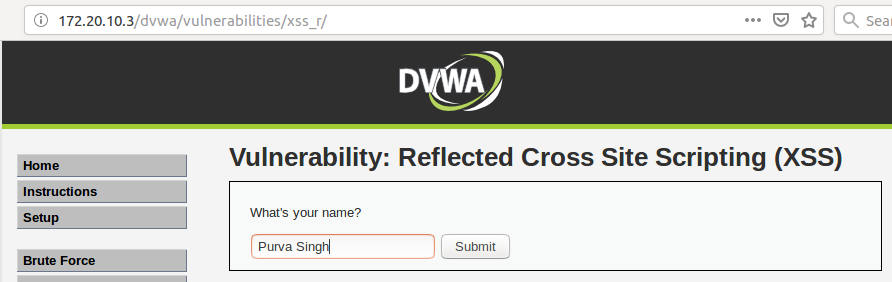 172.20.10.3/dvwa/vulnerabilities/xss_r/
Sear
DVWA
Home
Instructions
Setup
Brute Force
Vulnerability: Reflected Cross Site Scripting (XSS)
What's your name?
Purva Singh
Submit